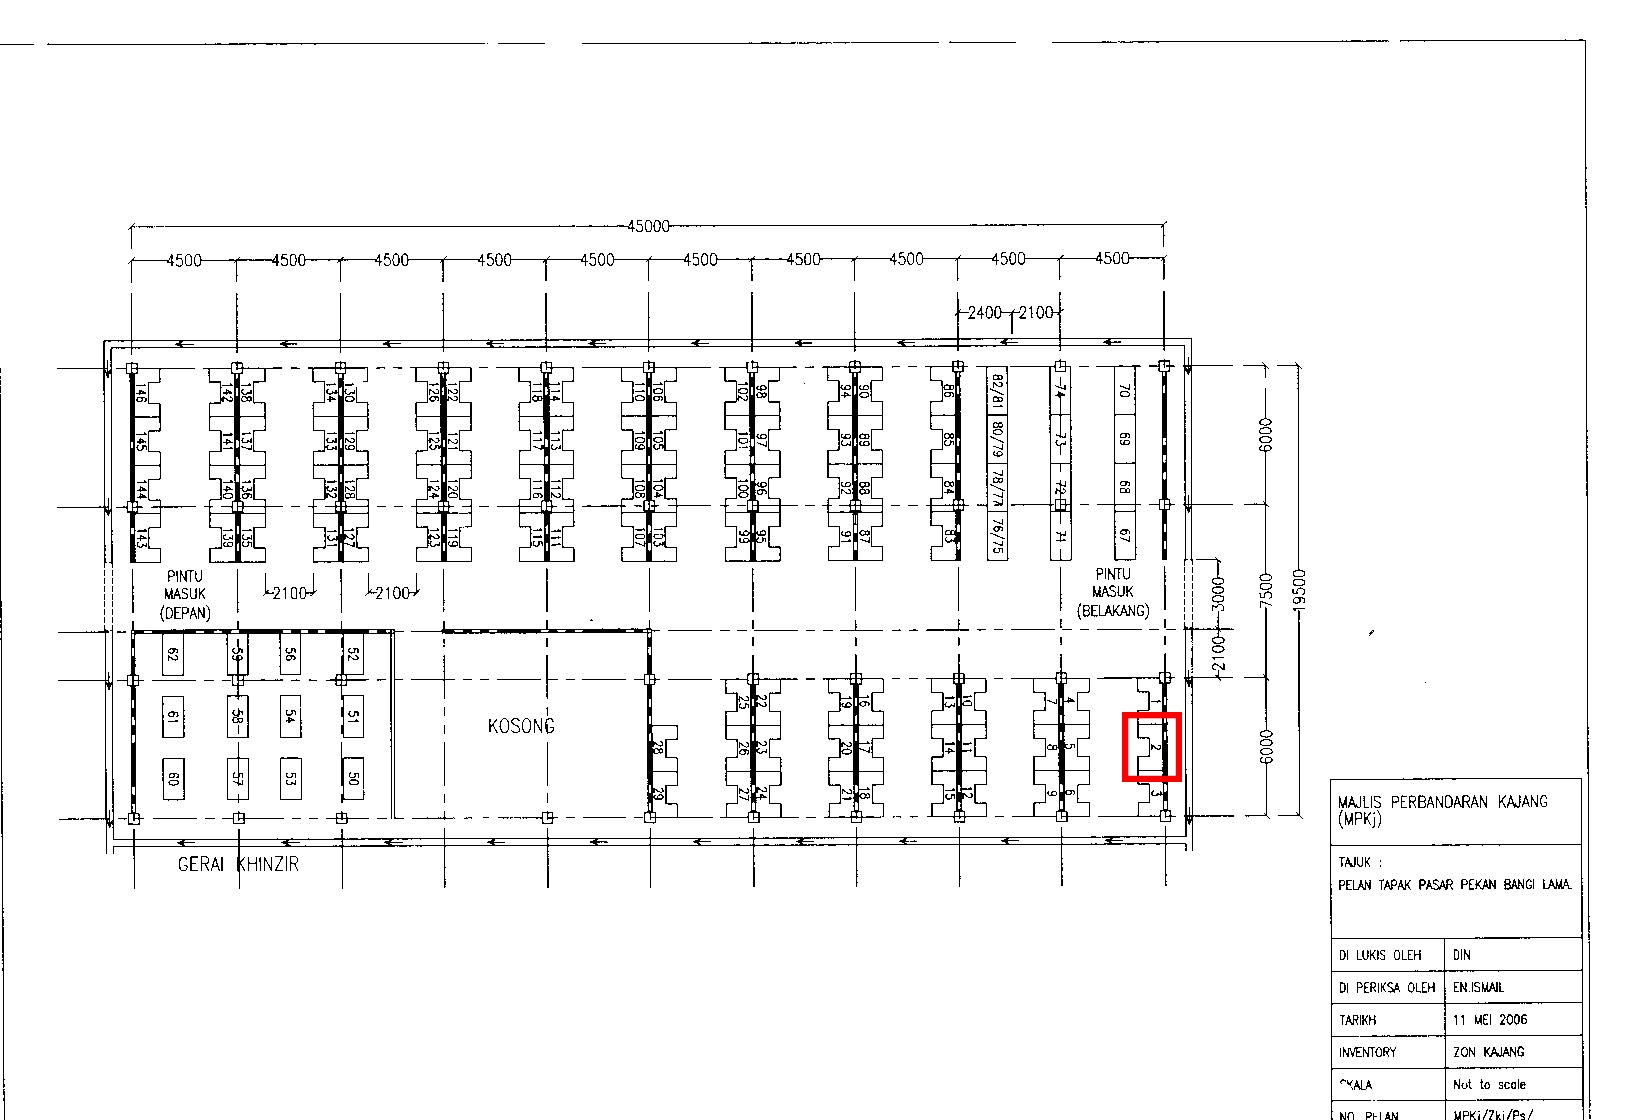 45000
4500 4500 4500 4500 4500 4500 4500 4500 4500 4500
2400 2100
146 142 138 134 130 126 122 118 114 110 106 102 98 94 90 86 82/81 74 70
145 141 137 133 129 125 121 117 113 109 105 101 97 93 89 85 80/79 73 69
144 140 136 132 128 124 120 116 112 108 104 100 96 92 88 84 78/77 72 68
143 139 135 131 127 123 119 115 111 107 103 99 95 91 87 83 76/75 71 67
6000
7500
19500
3000
2100
6000
PINTU
MASUK
(DEPAN)
2100 2100
PINTU
MASUK
(BELAKANG)
62 59 56 52
61 58 54 51
60 57 53 50
KOSONG
25 22 19 16 13 10 7 4 1
28 26 23 20 17 14 11 8 5 2
29 27 24 21 18 15 12 9 6 3
GERAI KHINZIR
MAJLIS PERBANDARAN KAJANG
(MPKj)
TAJUK :
PELAN TAPAK PASAR PEKAN BANGI LAMA.
DI LUKIS OLEH DIN
DI PERIKSA OLEH EN.ISMAIL
TARIKH 11 MEI 2006
INVENTORY ZON KAJANG
SKALA Not to scale
NO. PELAN MPKj/Zkj/Ps/